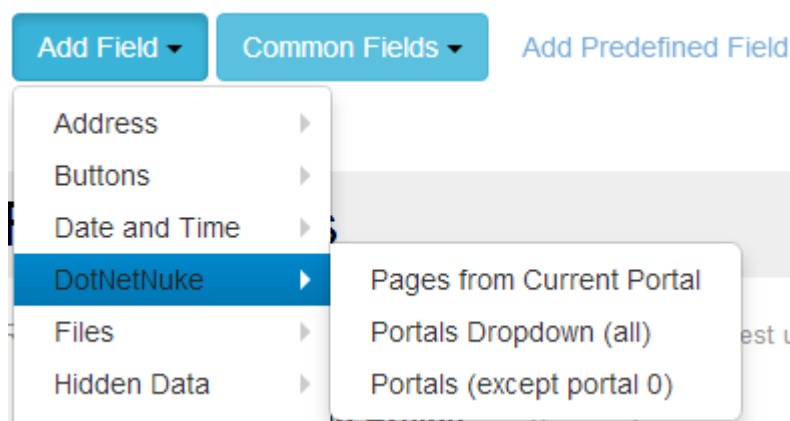 Add Field
Common Fields
Add Predefined Field
Address
Buttons
Date and Time
DotNetNuke
Pages from Current Portal
Files
Portals Dropdown (all)
Hidden Data
Portals (except portal 0)